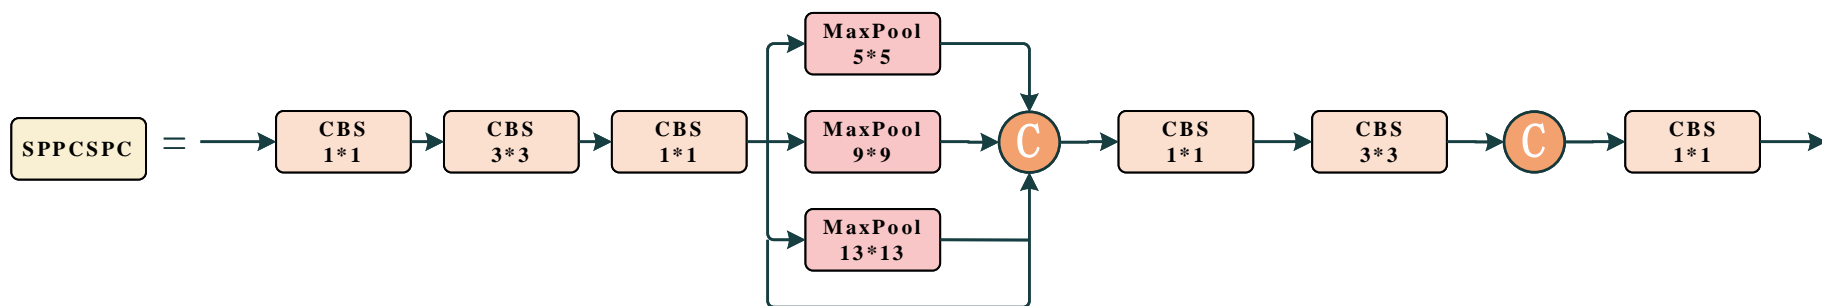 SPPCSPC
=
CBS
1*1
CBS
3*3
CBS
1*1
MaxPool
5*5
MaxPool
9*9
MaxPool
13*13
C
CBS
1*1
CBS
3*3
C
CBS
1*1